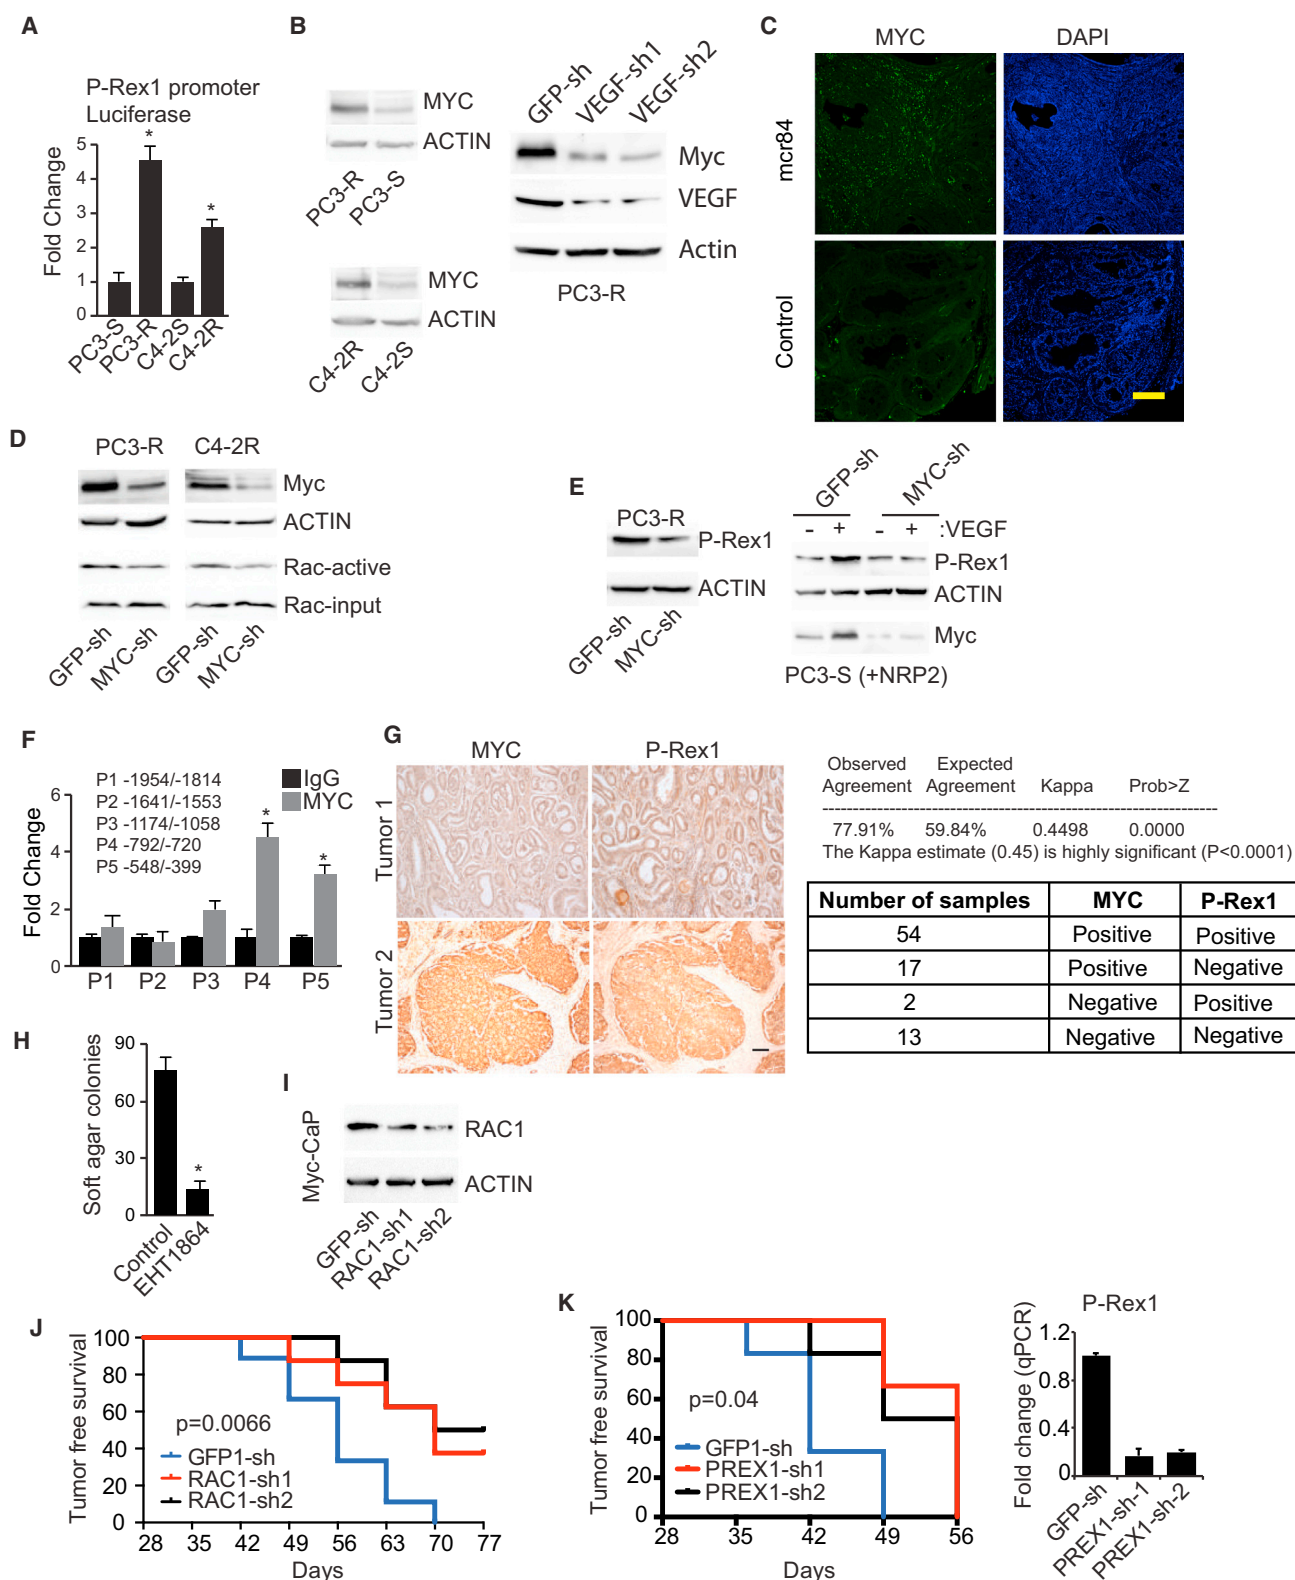 A
P-Rex1 promoter
Luciferase
Fold Change
5
4
3
2
1
0
*
*
PC3-S
PC3-R
C4-2S
C4-2R
B
MYC
ACTIN
PC3-R
PC3-S
MYC
ACTIN
C4-2R
C4-2S
GFP-sh
VEGF-sh1
VEGF-sh2
Myc
VEGF
Actin
PC3-R
C
MYC
DAPI
mcr84
Control
D
PC3-R
C4-2R
Myc
ACTIN
Rac-active
Rac-input
GFP-sh
MYC-sh
GFP-sh
MYC-sh
E
PC3-R
P-Rex1
ACTIN
GFP-sh
MYC-sh
GFP-sh
MYC-sh
- + - + :VEGF
P-Rex1
ACTIN
Myc
PC3-S (+NRP2)
F
P1 -1954/-1814
P2 -1641/-1553
P3 -1174/-1058
P4 -792/-720
P5 -548/-399
IgG
MYC
Fold Change
6
4
2
0
*
*
P1 P2 P3 P4 P5
G
MYC
P-Rex1
Tumor 1
Tumor 2
Observed Expected
Agreement Agreement Kappa Prob>Z
77.91% 59.84% 0.4498 0.0000
The Kappa estimate (0.45) is highly significant (P<0.0001)
Number of samples MYC P-Rex1
54 Positive Positive
17 Positive Negative
2 Negative Positive
13 Negative Negative
H
Soft agar colonies
90
60
30
0
*
Control
EHT1864
I
Myc-CaP
RAC1
ACTIN
GFP-sh
RAC1-sh1
RAC1-sh2
J
Tumor free survival
100
80
60
40
20
0
p=0.0066
GFP1-sh
RAC1-sh1
RAC1-sh2
28 35 42 49 56 63 70 77
Days
K
Tumor free survival
100
80
60
40
20
0
p=0.04
GFP1-sh
PREX1-sh1
PREX1-sh2
28 35 42 49 56
Days
P-Rex1
Fold change (qPCR)
1.2
0.8
0.4
0
GFP-sh
PREX1-sh-1
PREX1-sh-2